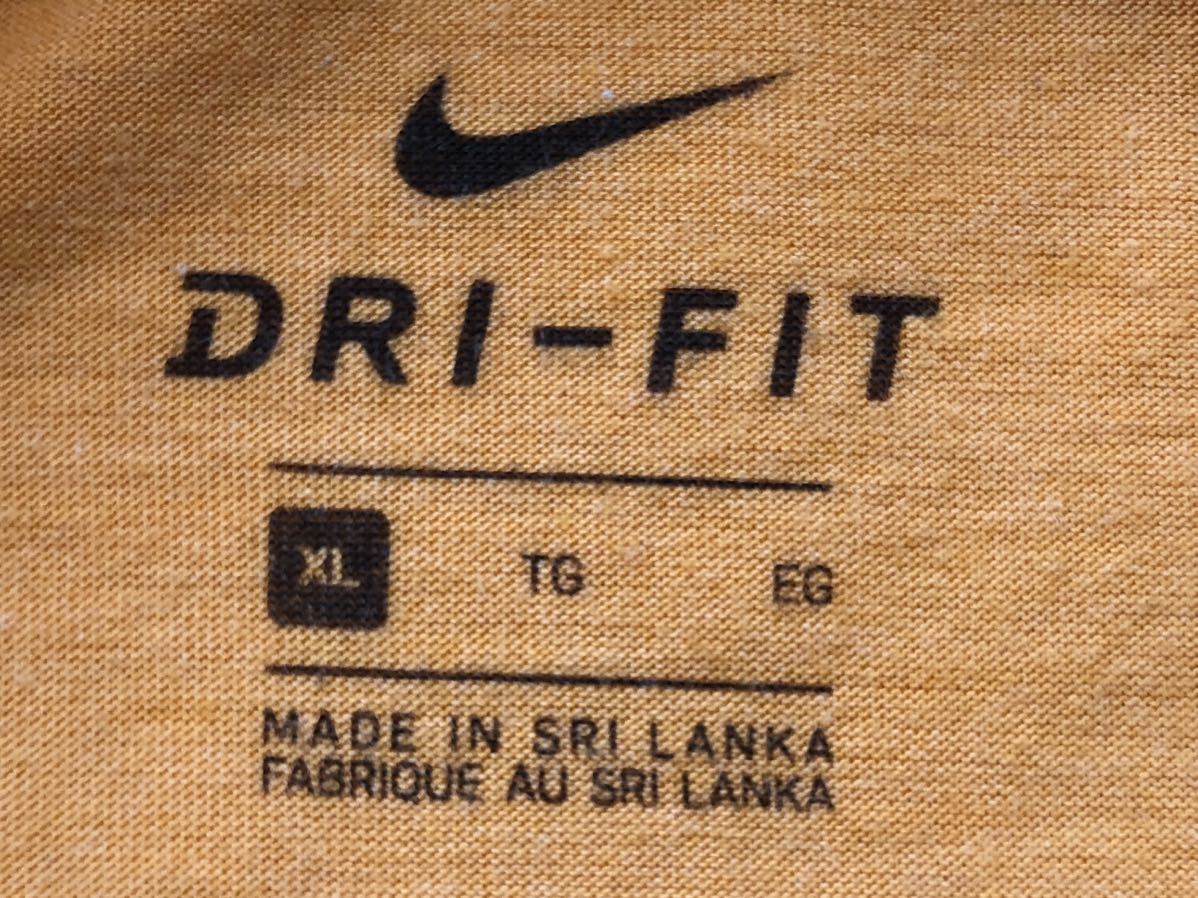 DRI-FIT
XL TG EG
MADE IN SRI LANKA
FABRIQUE AU SRI LANKA